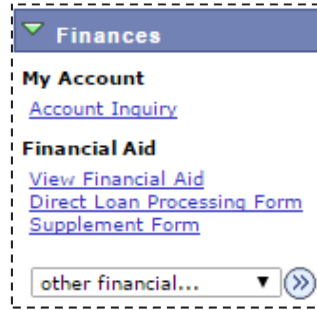 Finances
My Account
Account Inquiry
Financial Aid
View Financial Aid
Direct Loan Processing Form
Supplement Form
other financial...